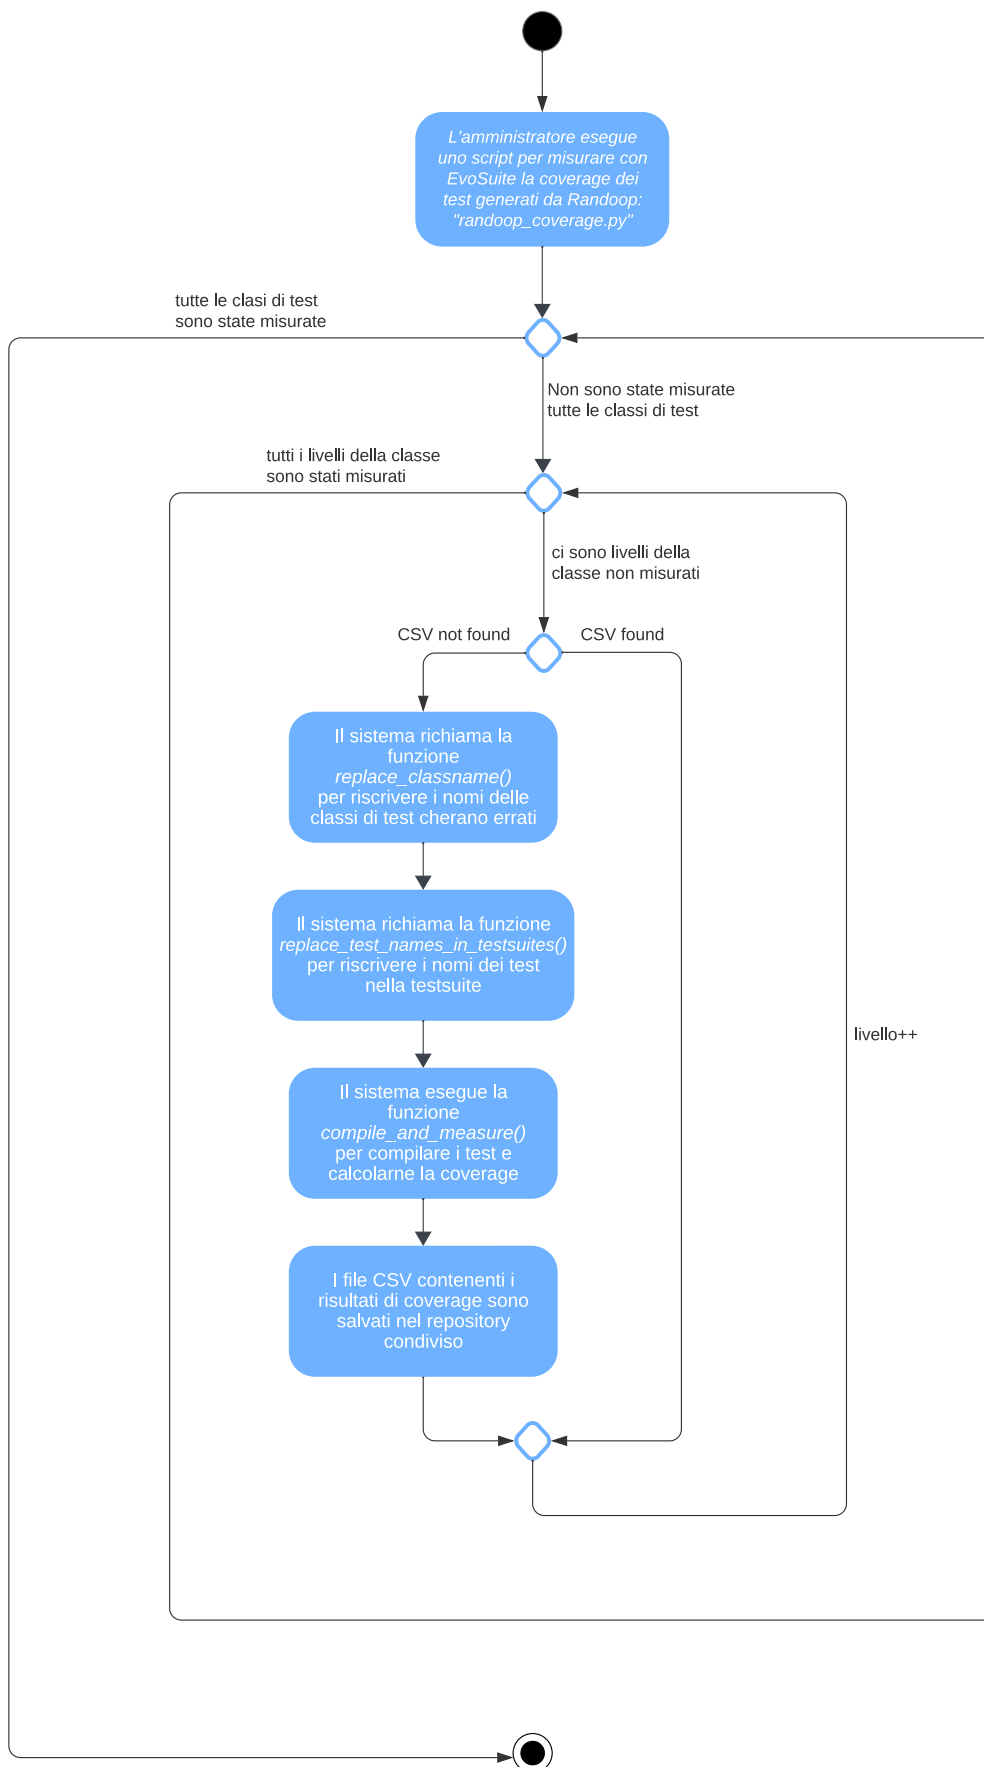 L'amministratore esegue
uno script per misurare con
EvoSuite la coverage dei
test generati da Randoop:
"randoop_coverage.py"
tutte le clasi di test
sono state misurate
Non sono state misurate
tutte le classi di test
tutti i livelli della classe
sono stati misurati
ci sono livelli della
classe non misurati
CSV not found
CSV found
Il sistema richiama la
funzione
replace_classname()
per riscrivere i nomi delle
classi di test cherano errati
Il sistema richiama la funzione
replace_test_names_in_testsuites()
per riscrivere i nomi dei test
nella testsuite
livello++
Il sistema esegue la
funzione
compile_and_measure()
per compilare i test e
calcolarne la coverage
I file CSV contenenti i
risultati di coverage sono
salvati nel repository
condiviso